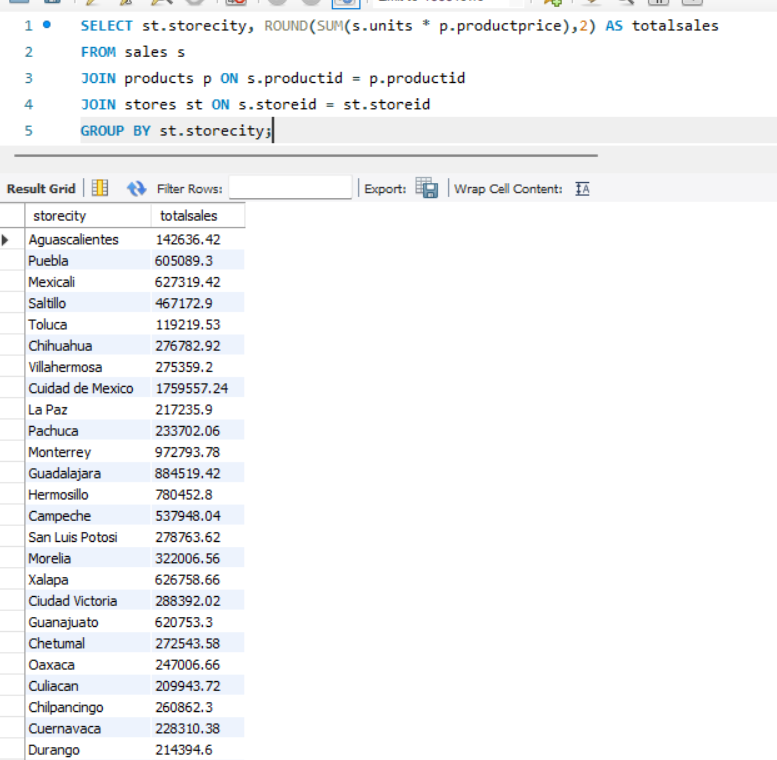 1 SELECT st.storecity, ROUND(SUM(s.units * p.productprice),2) AS totalsales
2 FROM sales s
3 JOIN products p ON s.productid = p.productid
4 JOIN stores st ON s.storeid = st.storeid
5 GROUP BY st.storecity;
Result Grid Filter Rows: Export: Wrap Cell Content:
storecity totalsales
Aguascalientes 142636.42
Puebla 605089.3
Mexicali 627319.42
Saltillo 467172.9
Toluca 119219.53
Chihuahua 276782.92
Villahermosa 275359.2
Cuidad de Mexico 1759557.24
La Paz 217235.9
Pachuca 233702.06
Monterrey 972793.78
Guadalajara 884519.42
Hermosillo 780452.8
Campeche 537948.04
San Luis Potosi 278763.62
Morelia 322006.56
Xalapa 626758.66
Ciudad Victoria 288392.02
Guanajuato 620753.3
Chetumal 272543.58
Oaxaca 247006.66
Culiacan 209943.72
Chilpancingo 260862.3
Cuernavaca 228310.38
Durango 214394.6